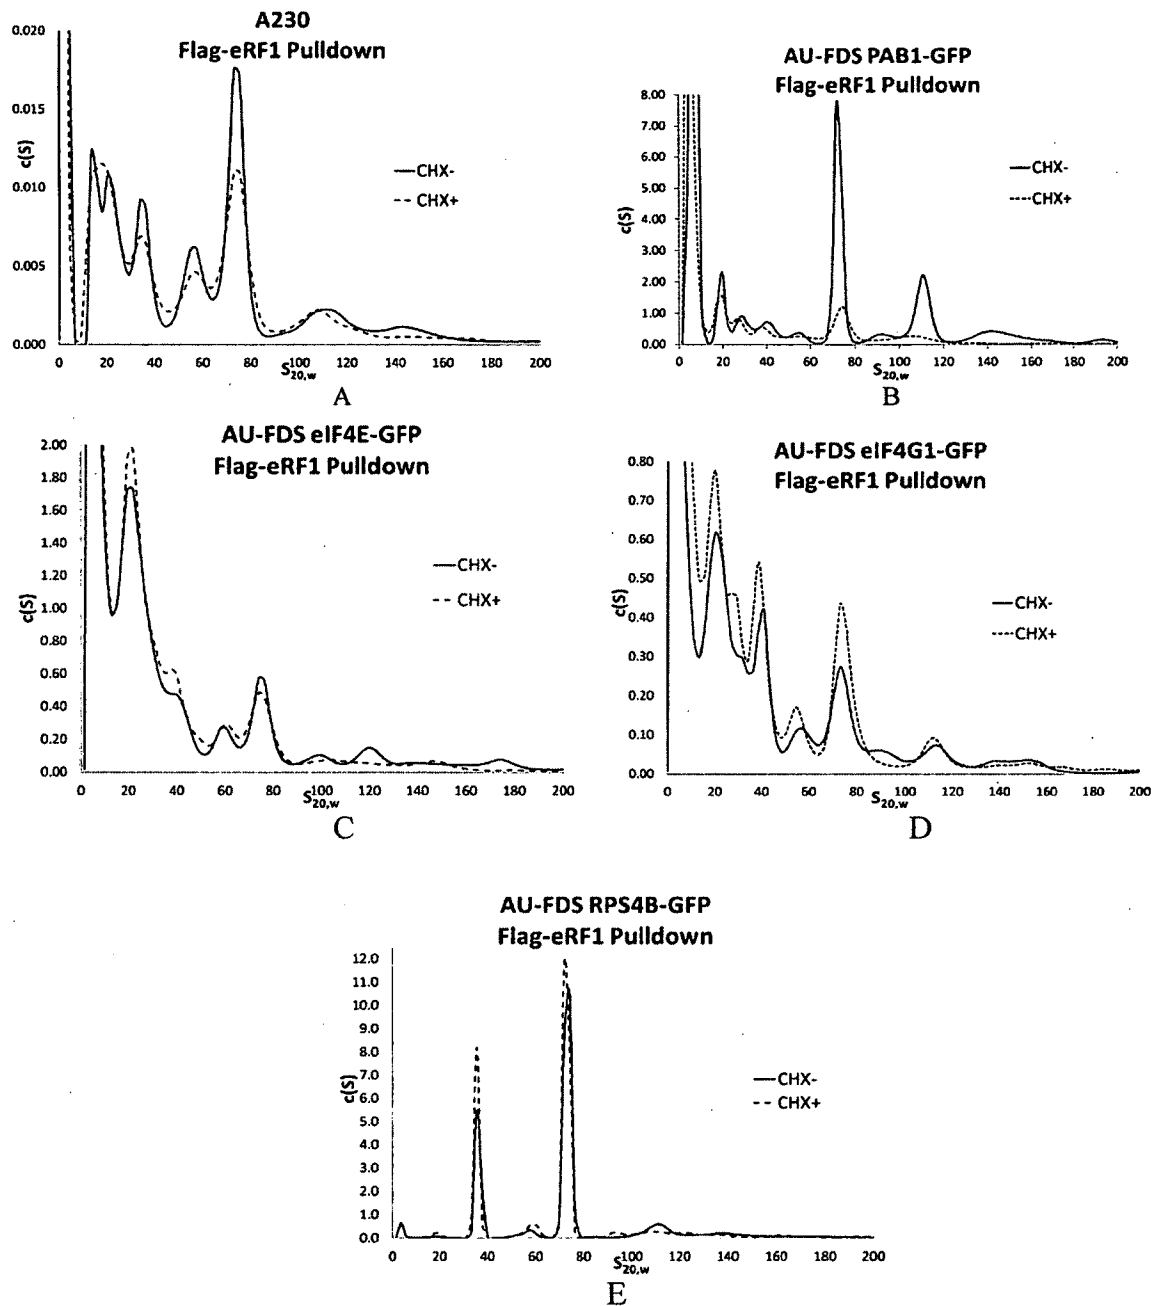 A230
Flag-eRF1 Pulldown
0.020
0.015
0.010
0.005
0.000
c(S)
CHX-
CHX+
0 20 40 60 80 100 120 140 160 180 200
S20,w
A
AU-FDS PAB1-GFP
Flag-eRF1 Pulldown
8.00
7.00
6.00
5.00
4.00
3.00
2.00
1.00
0.00
c(S)
CHX-
CHX+
0 20 40 60 80 100 120 140 160 180 200
S20,w
B
AU-FDS eIF4E-GFP
Flag-eRF1 Pulldown
2.00
1.80
1.60
1.40
1.20
1.00
0.80
0.60
0.40
0.20
0.00
c(S)
CHX-
CHX+
0 20 40 60 80 100 120 140 160 180 200
S20,w
C
AU-FDS eIF4G1-GFP
Flag-eRF1 Pulldown
0.80
0.70
0.60
0.50
0.40
0.30
0.20
0.10
0.00
c(S)
CHX-
CHX+
0 20 40 60 80 100 120 140 160 180 200
S20,w
D
AU-FDS RPS4B-GFP
Flag-eRF1 Pulldown
12.0
11.0
10.0
9.0
8.0
7.0
6.0
5.0
4.0
3.0
2.0
1.0
0.0
c(S)
CHX-
CHX+
0 20 40 60 80 100 120 140 160 180 200
S20,w
E